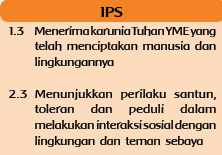 IPS
1.3 Menerima karunia Tuhan YME yang
telah menciptakan manusia dan
lingkungannya
2.3 Menunjukkan perilaku santun,
toleran dan peduli dalam
melakukan interaksi sosial dengan
lingkungan dan teman sebaya